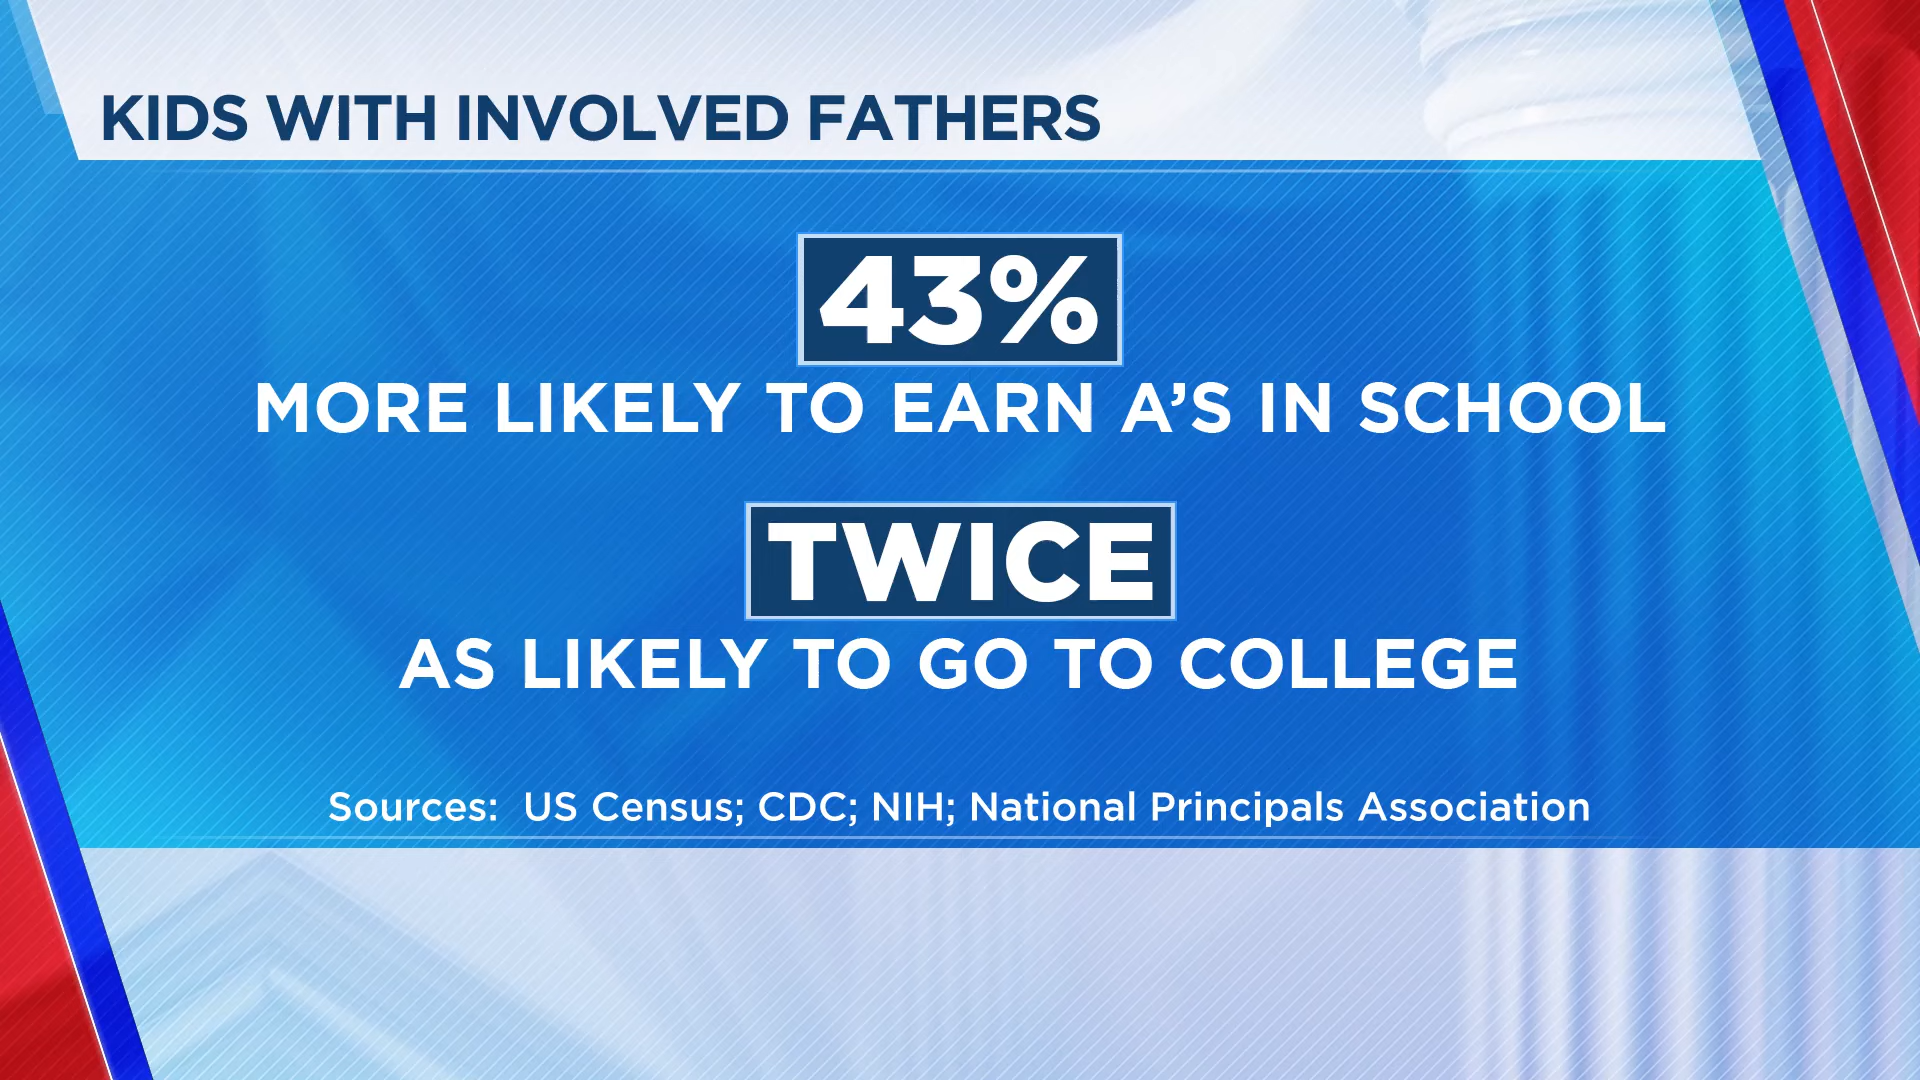 KIDS WITH INVOLVED FATHERS
43%
MORE LIKELY TO EARN A’S IN SCHOOL
TWICE
AS LIKELY TO GO TO COLLEGE
Sources: US Census; CDC; NIH; National Principals Association